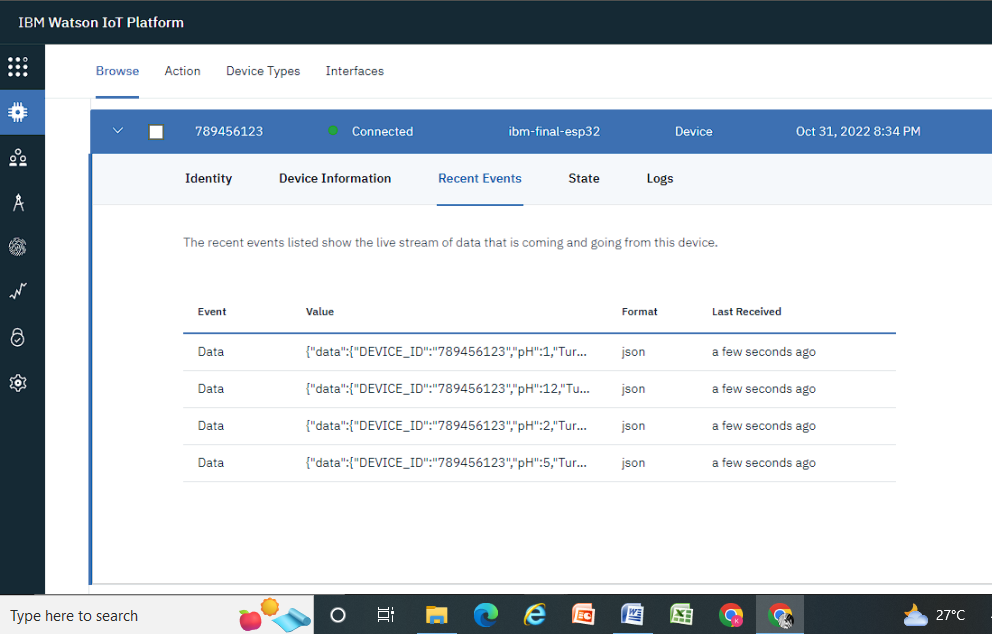 IBM Watson IoT Platform
Browse Action Device Types Interfaces
789456123 Connected ibm-final-esp32 Device Oct 31, 2022 8:34 PM
Identity Device Information Recent Events State Logs
The recent events listed show the live stream of data that is coming and going from this device.
Event Value Format Last Received
Data {"data":{"DEVICE_ID":"789456123","pH":1,"Tur... json a few seconds ago
Data {"data":{"DEVICE_ID":"789456123","pH":12,"Tu... json a few seconds ago
Data {"data":{"DEVICE_ID":"789456123","pH":2,"Tur... json a few seconds ago
Data {"data":{"DEVICE_ID":"789456123","pH":5,"Tur... json a few seconds ago
Type here to search 27°C